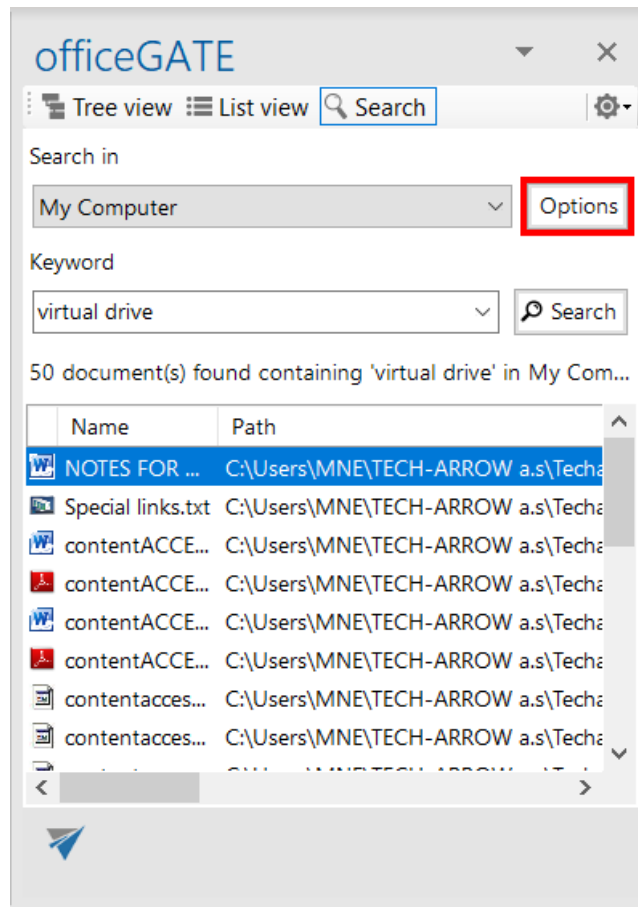 officeGATE
Tree view List view Search
Search in
My Computer Options
Keyword
virtual drive Search
50 document(s) found containing 'virtual drive' in My Com...
Name Path
NOTES FOR ... C:\Users\MNE\TECH-ARROW a.s\Techa
Special links.txt C:\Users\MNE\TECH-ARROW a.s\Techa
contentACCE... C:\Users\MNE\TECH-ARROW a.s\Techa
contentACCE... C:\Users\MNE\TECH-ARROW a.s\Techa
contentACCE... C:\Users\MNE\TECH-ARROW a.s\Techa
contentACCE... C:\Users\MNE\TECH-ARROW a.s\Techa
contentacces... C:\Users\MNE\TECH-ARROW a.s\Techa
contentacces... C:\Users\MNE\TECH-ARROW a.s\Techa